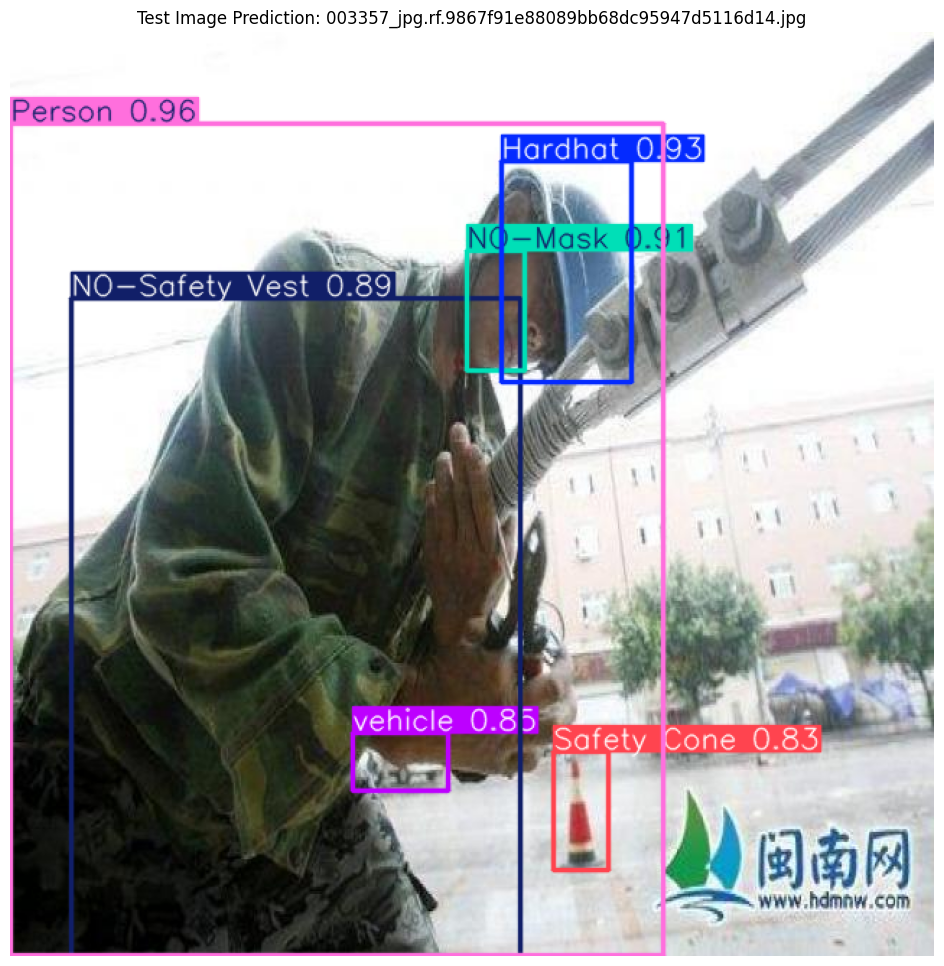 Test Image Prediction: 003357_jpg.rf.9867f91e88089bb68dc95947d5116d14.jpg
Person 0.96
Hardhat 0.93
NO-Mask 0.91
NO-Safety Vest 0.89
vehicle 0.85
Safety Cone 0.83
闽南网
www.hdmnw.com